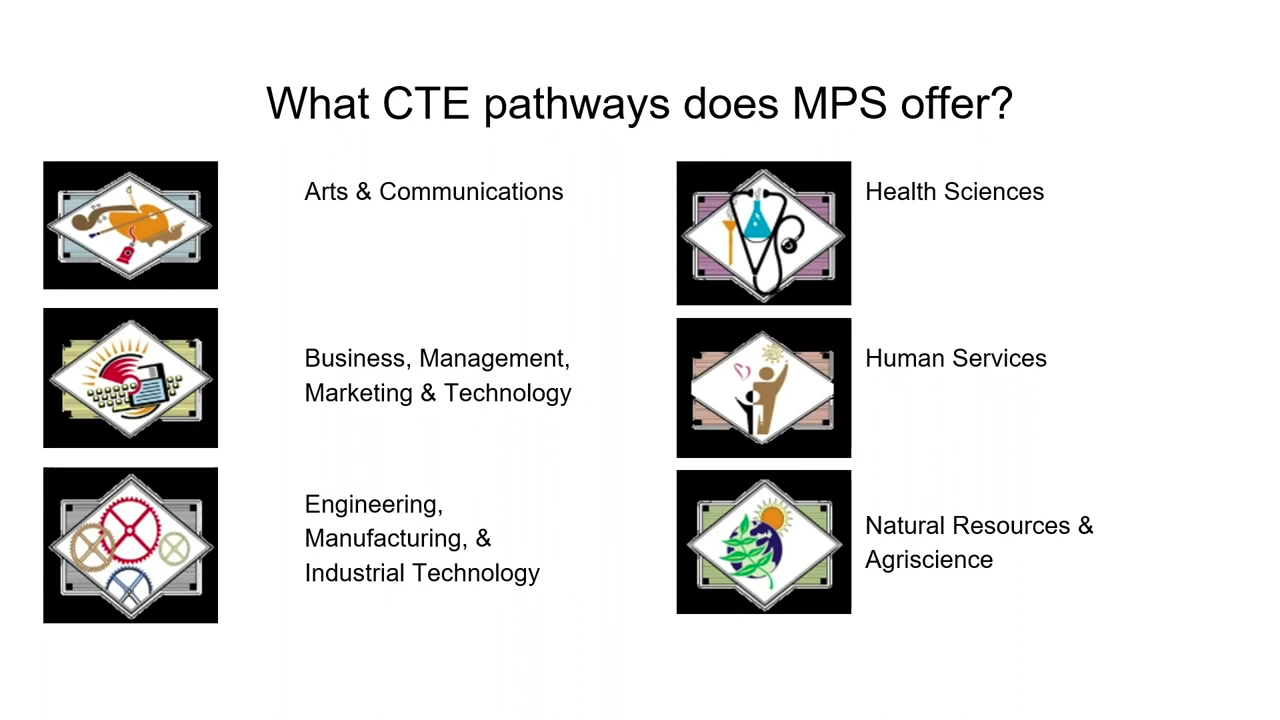 What CTE pathways does MPS offer?
Arts & Communications
Business, Management,
Marketing & Technology
Engineering,
Manufacturing, &
Industrial Technology
Health Sciences
Human Services
Natural Resources &
Agriscience